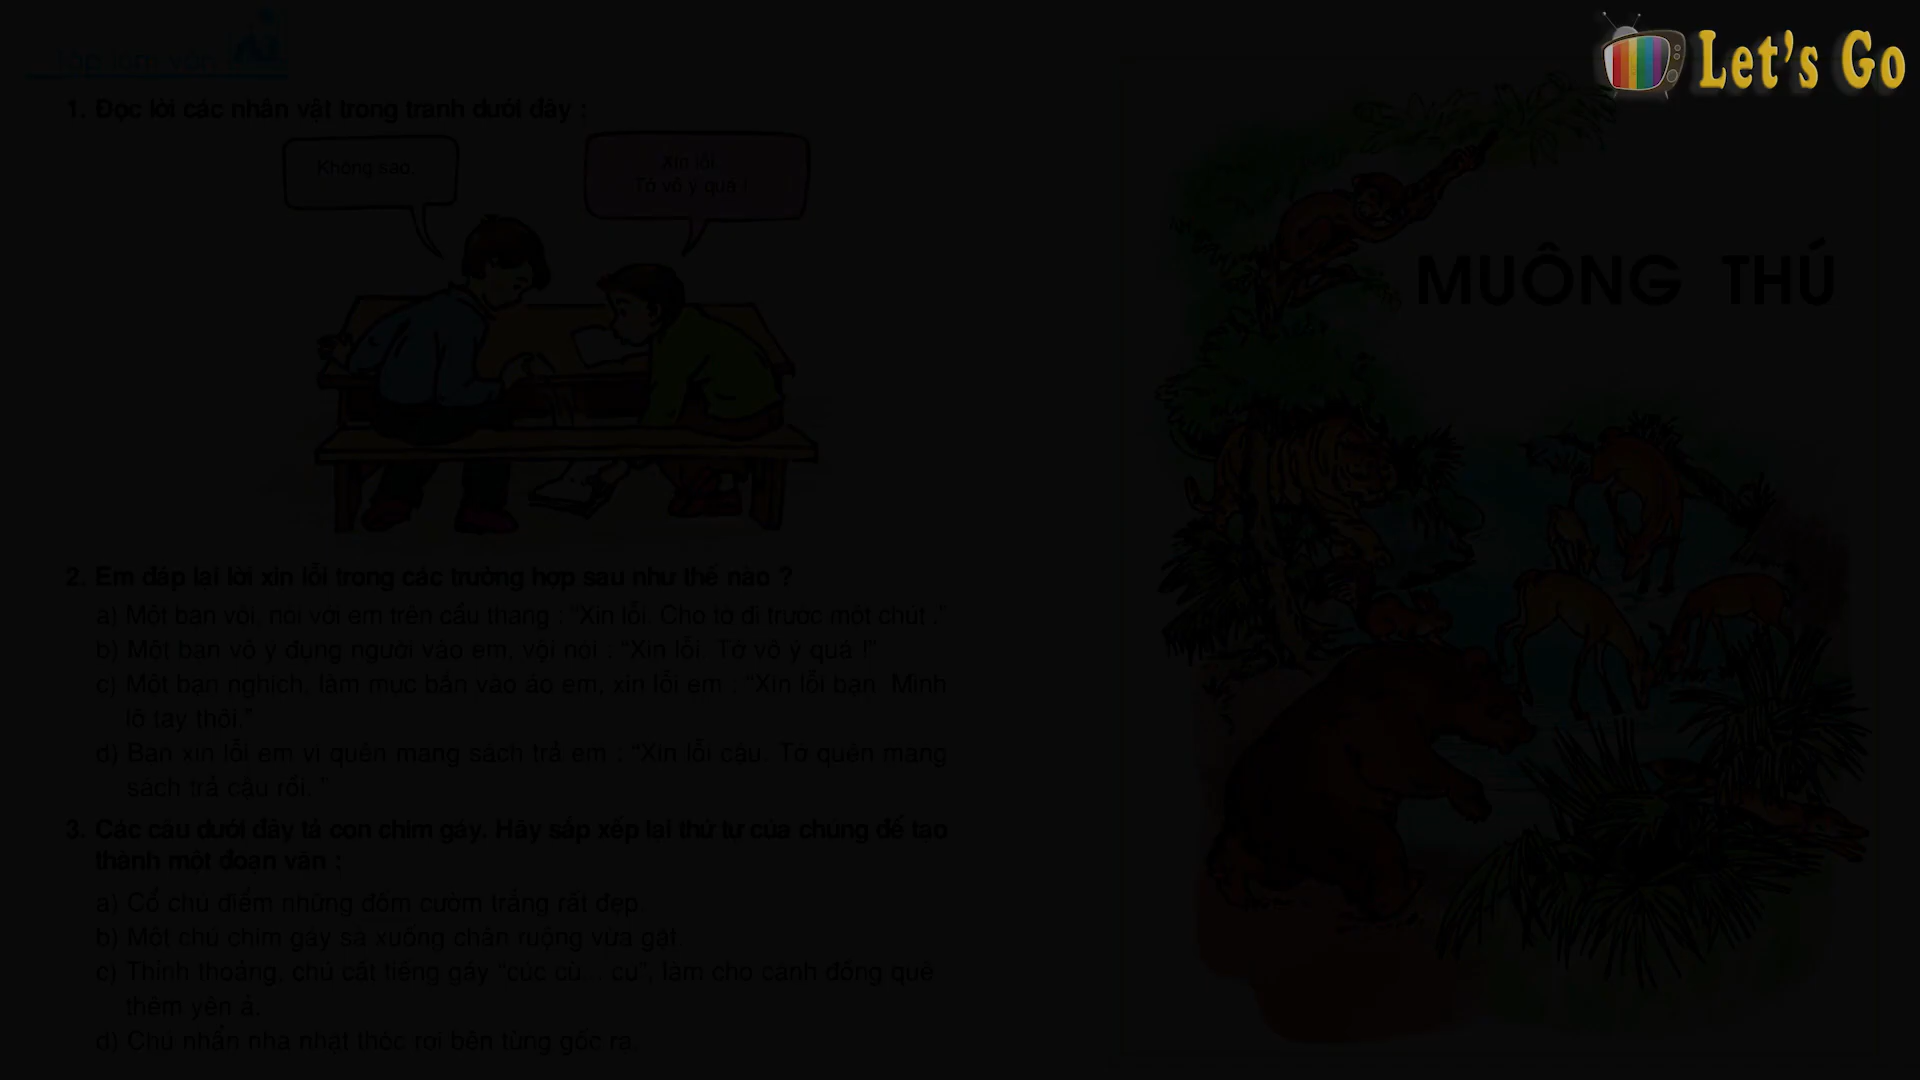 Tập làm văn
Let's Go
1. Đọc lời các nhân vật trong tranh dưới đây :
Không sao.
Xin lỗi.
Tớ vô ý quá !
MUÔNG THÚ
2. Em đáp lại lời xin lỗi trong các trường hợp sau như thế nào ?
a) Một bạn vội, nói với em trên cầu thang : "Xin lỗi. Cho tớ đi trước một chút."
b) Một bạn vô ý đụng người vào em, vội nói : "Xin lỗi. Tớ vô ý quá !"
c) Một bạn nghịch, làm mực bắn vào áo em, xin lỗi em : "Xin lỗi bạn. Mình
lỡ tay thôi."
d) Bạn xin lỗi em vì quên mang sách trả em : "Xin lỗi cậu. Tớ quên mang
sách trả cậu rồi. "
3. Các câu dưới đây tả con chim gáy. Hãy sắp xếp lại thứ tự của chúng để tạo
thành một đoạn văn :
a) Cổ chú điểm những đốm cườm trắng rất đẹp.
b) Một chú chim gáy sà xuống chân ruộng vừa gặt.
c) Thỉnh thoảng, chú cất tiếng gáy "cúc cù... cu", làm cho cánh đồng quê
thêm yên ả.
d) Chú nhẩn nha nhặt thóc rơi bên từng gốc rạ.